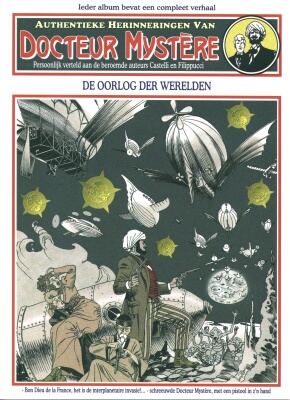 Ieder album bevat een compleet verhaal
AUTHENTIEKE HERINNERINGEN VAN
DOCTEUR MYSTÈRE
Persoonlijk verteld aan de beroemde auteurs Castelli en Filippucci
DE OORLOG DER WERELDEN
- Bon Dieu de la France, het is de interplanetaire invasie!... - schreeuwde Docteur Mystère, met een pistool in z'n hand